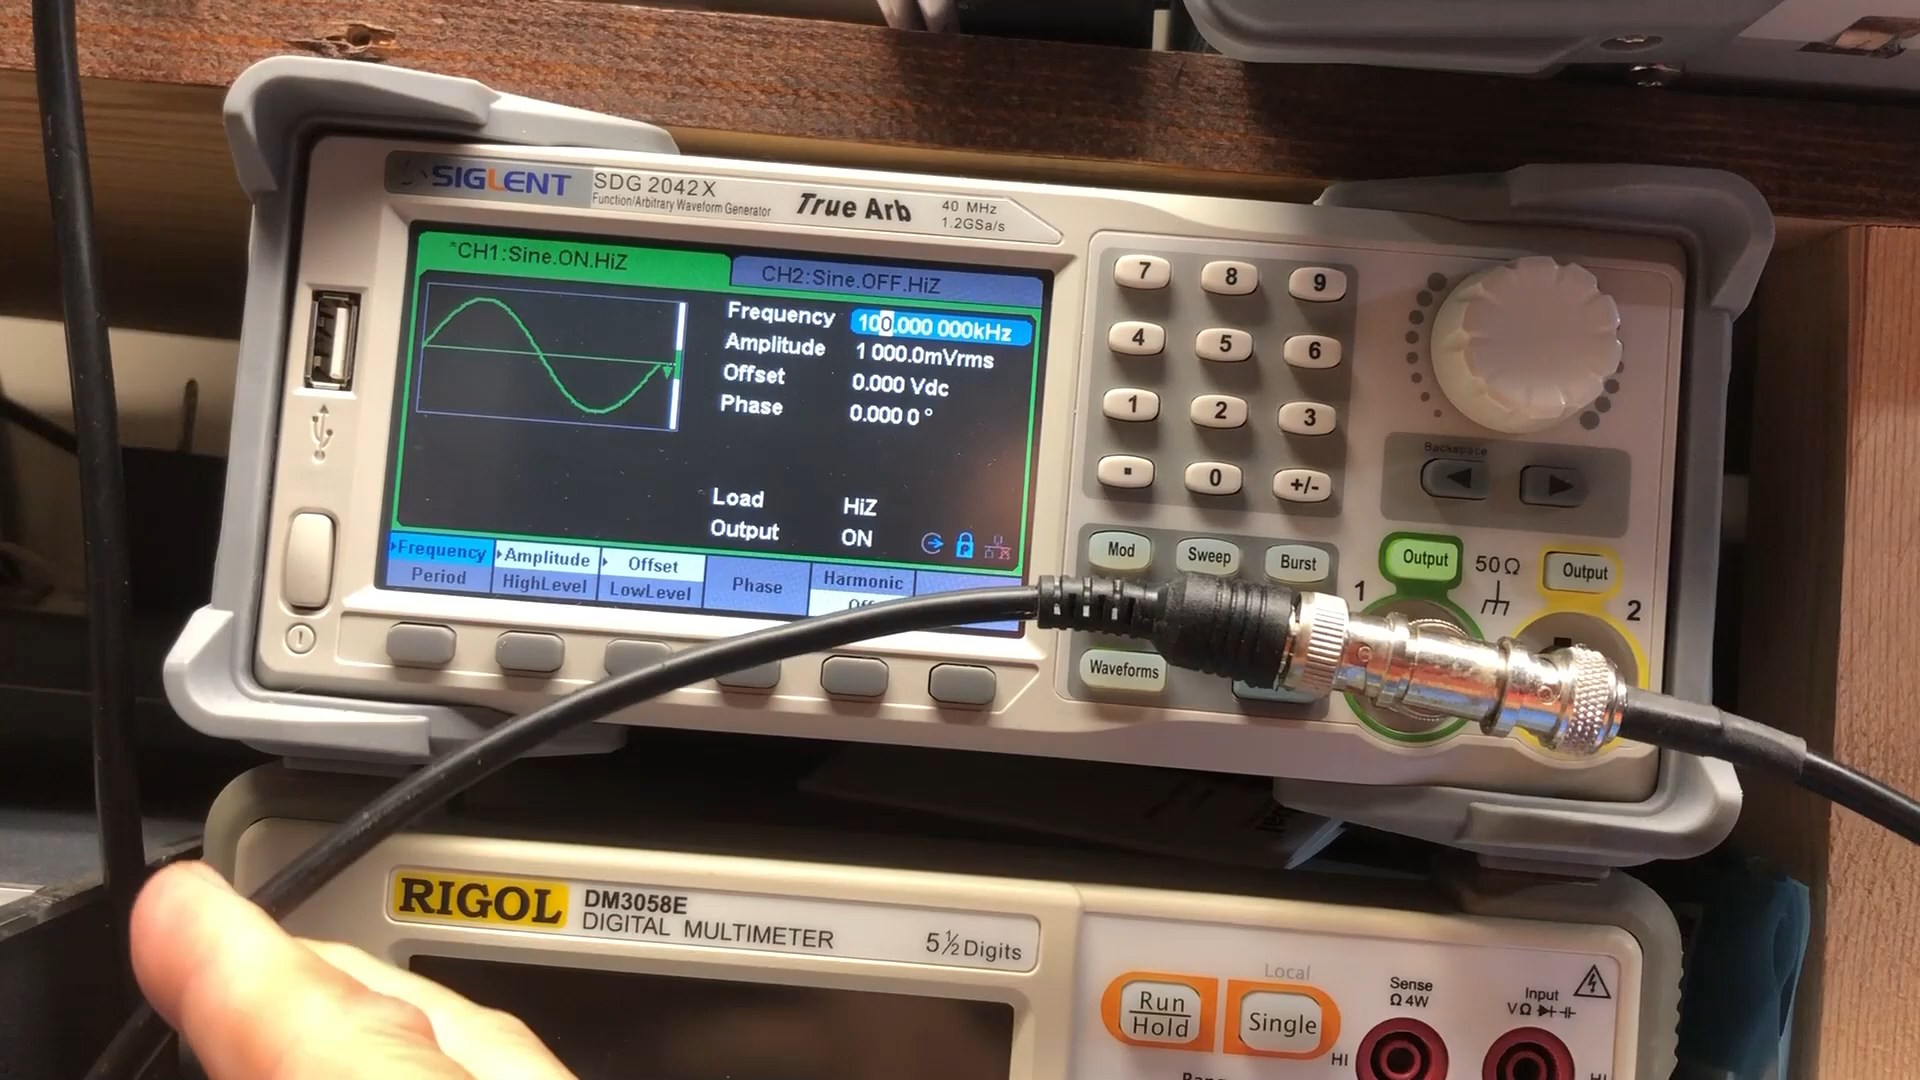 SIGLENT
SDG 2042X
Function/Arbitrary Waveform Generator
True Arb
40 MHz
1.2GSa/s
*CH1:Sine.ON.HiZ
CH2:Sine.OFF.HiZ
Frequency 100.000 000kHz
Amplitude 1 000.0mVrms
Offset 0.000 Vdc
Phase 0.000 0 °
Load HiZ
Output ON
Frequency
Period
Amplitude
HighLevel
Offset
LowLevel
Phase
Harmonic
7 8 9
4 5 6
1 2 3
. 0 +/-
Backspace
Mod Sweep Burst
Waveforms
Output 50Ω Output
1 2
RIGOL
DM3058E
DIGITAL MULTIMETER
5½ Digits
Run
Hold
Local
Single
Sense
Ω 4W
Input
VΩ
HI
HI